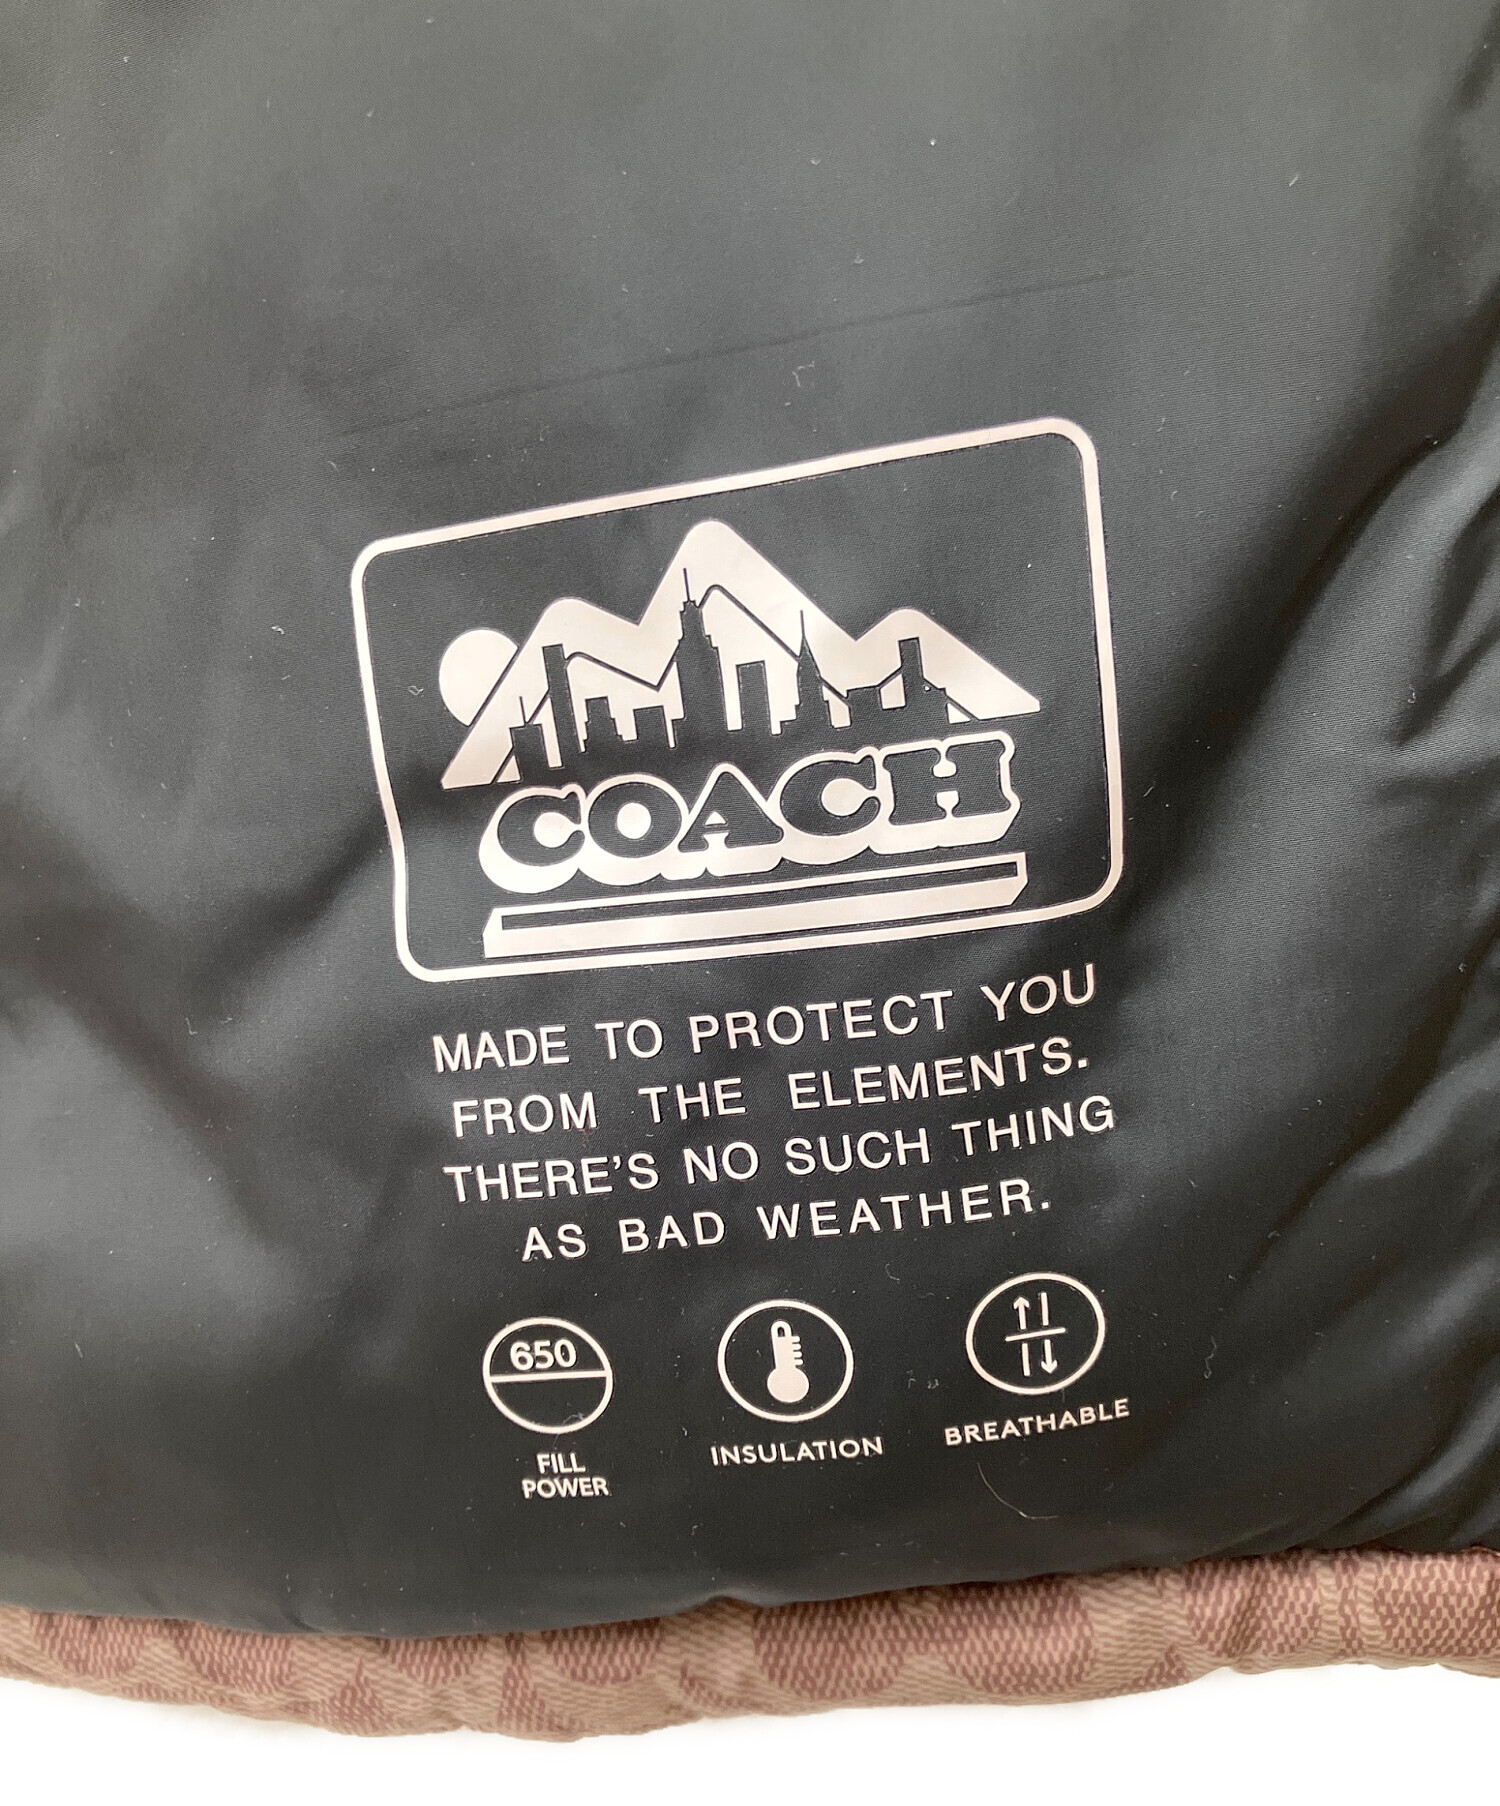 COACH
MADE TO PROTECT YOU
FROM THE ELEMENTS.
THERE'S NO SUCH THING
AS BAD WEATHER.
650
FILL
POWER
INSULATION
BREATHABLE